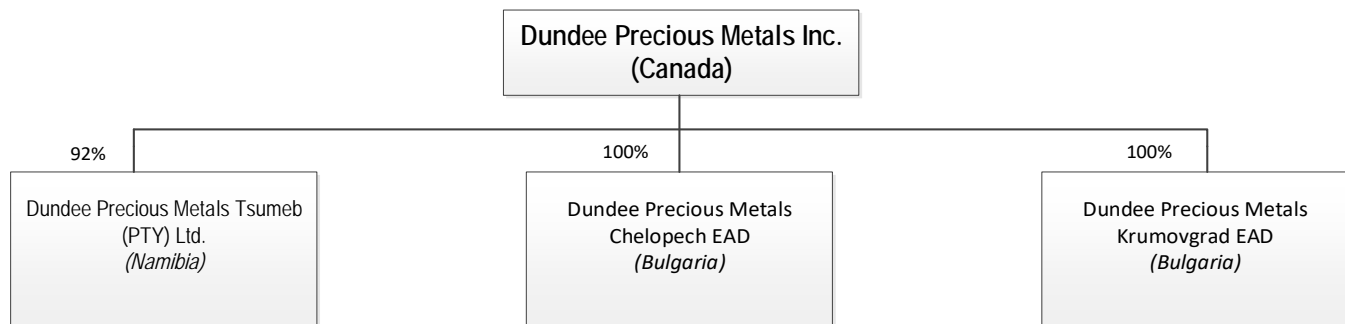 Dundee Precious Metals Inc.
(Canada)
92%
100%
100%
Dundee Precious Metals Tsumeb
(PTY) Ltd.
(Namibia)
Dundee Precious Metals
Chelopech EAD
(Bulgaria)
Dundee Precious Metals
Krumovgrad EAD
(Bulgaria)